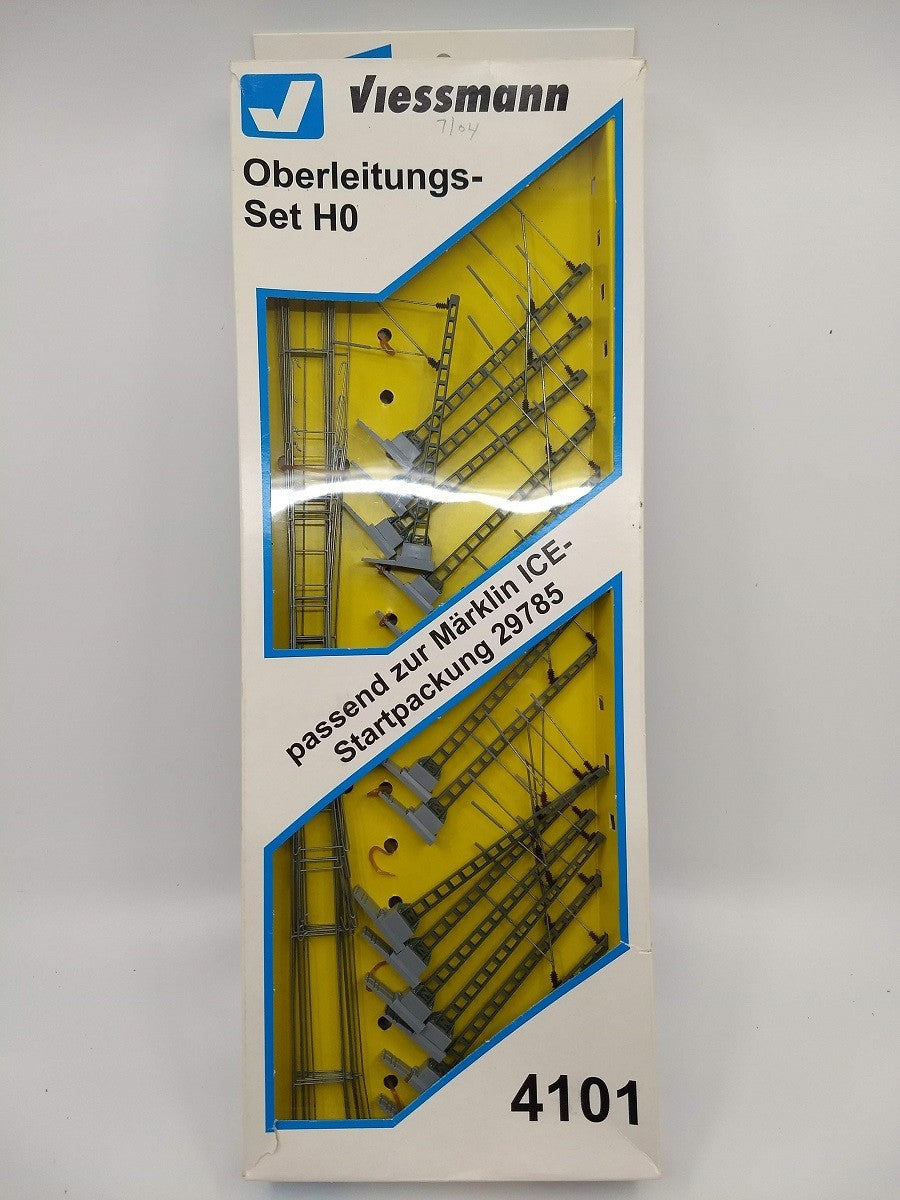 Viessmann
7/04
Oberleitungs-
Set H0
passend zur Märklin ICE-
Startpackung 29785
4101